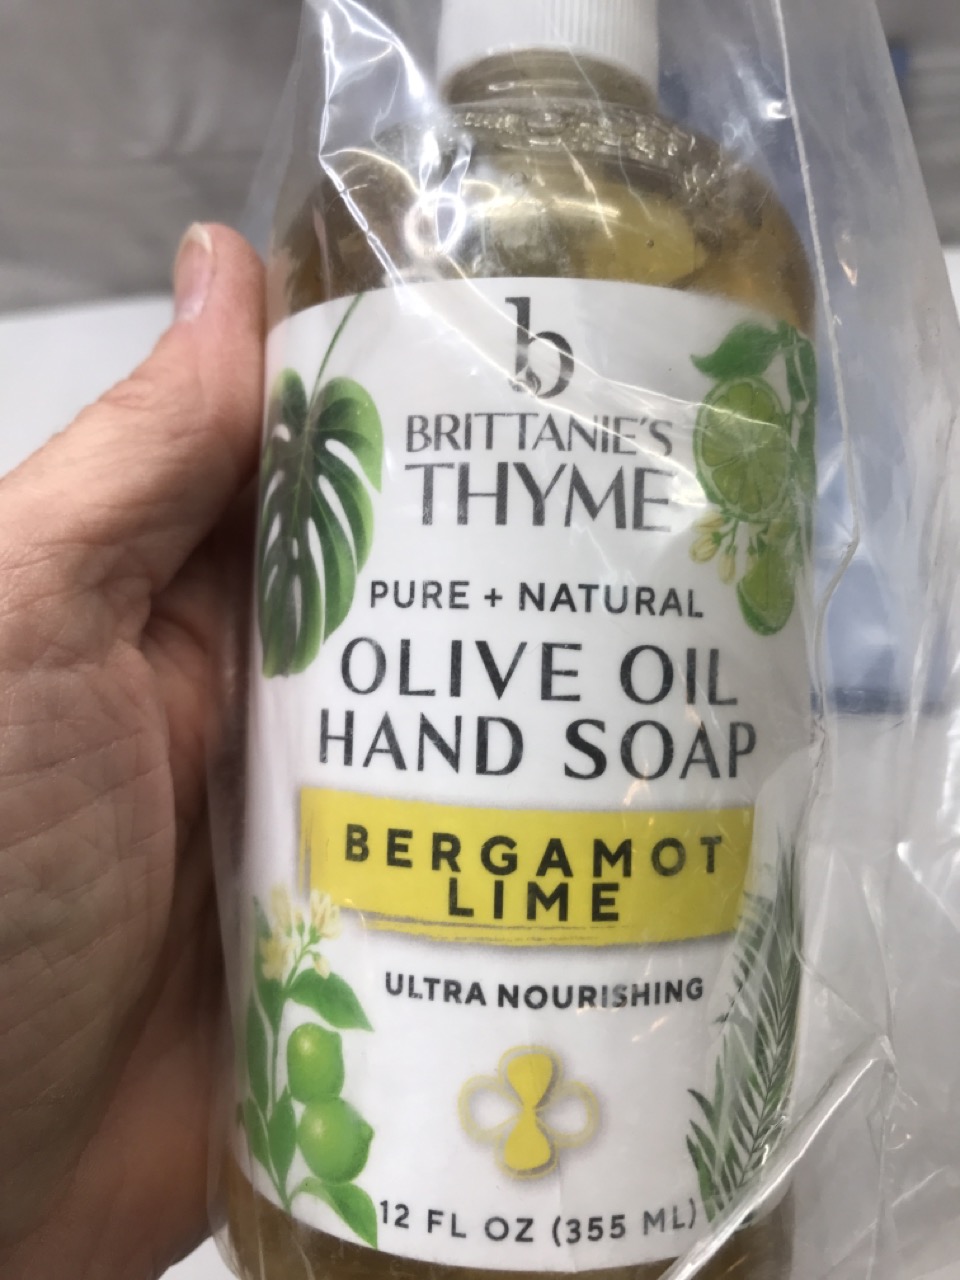 b
BRITTANIE'S
THYME
PURE + NATURAL
OLIVE OIL
HAND SOAP
BERGAMOT
LIME
ULTRA NOURISHING
12 FL OZ (355 ML)